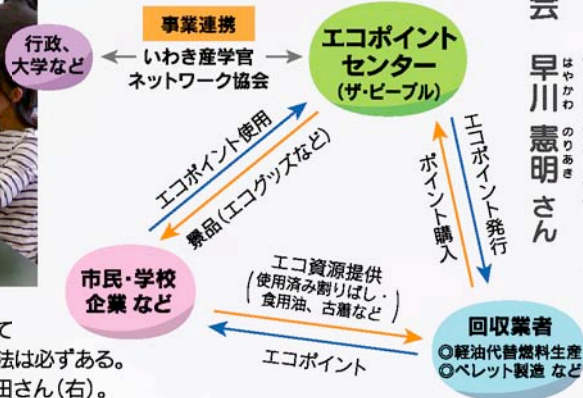 事業連携
行政、
大学など
いわき産学官
ネットワーク協会
エコポイント
センター
(ザ・ピープル)
会 早川憲明さん
はやかわ のりあき
エコポイント使用
景品(エコグッズなど)
エコポイント発行
ポイント購入
市民・学校
企業 など
エコ資源提供
(使用済み割りばし・
食用油、古着など)
エコポイント
回収業者
◎軽油代替燃料生産
◎ペレット製造 など
て
法は必ずある。
田さん(右)。